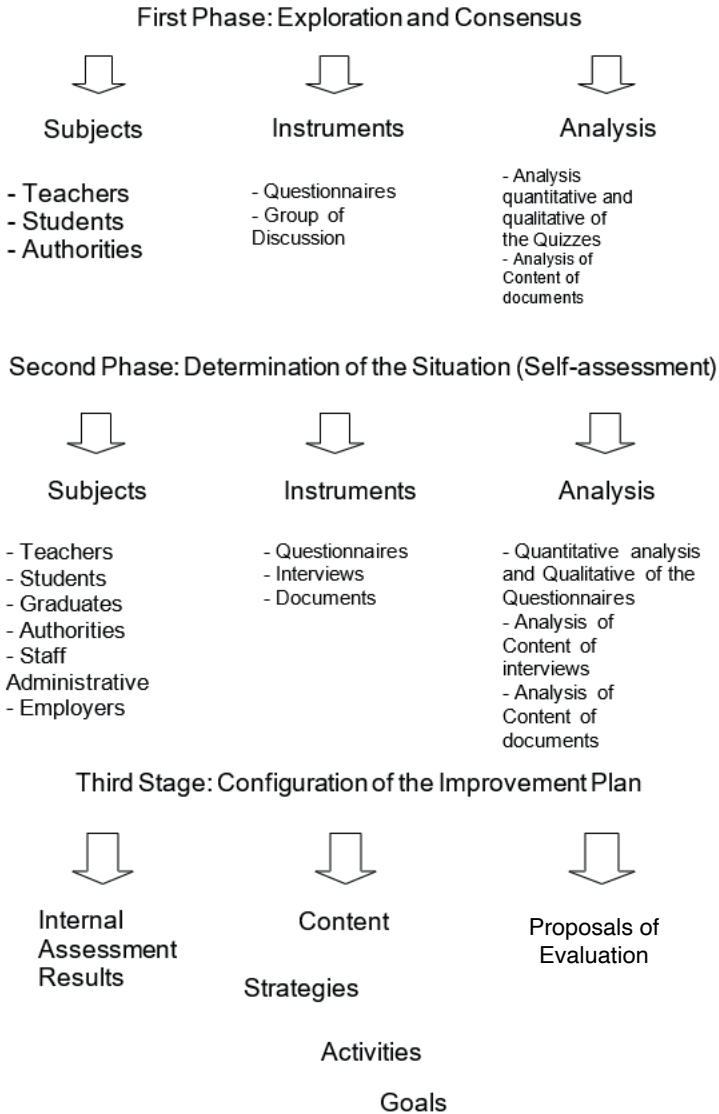 First Phase: Exploration and Consensus
Subjects
- Teachers
- Students
- Authorities
Instruments
- Questionnaires
- Group of
Discussion
Analysis
- Analysis
quantitative and
qualitative of
the Quizzes
- Analysis of
Content of
documents
Second Phase: Determination of the Situation (Self-assessment)
Subjects
- Teachers
- Students
- Graduates
- Authorities
- Staff
Administrative
- Employers
Instruments
- Questionnaires
- Interviews
- Documents
Analysis
- Quantitative analysis
and Qualitative of the
Questionnaires
- Analysis of
Content of
interviews
- Analysis of
Content of
documents
Third Stage: Configuration of the Improvement Plan
Internal
Assessment
Results
Content
Strategies
Activities
Goals
Proposals of
Evaluation